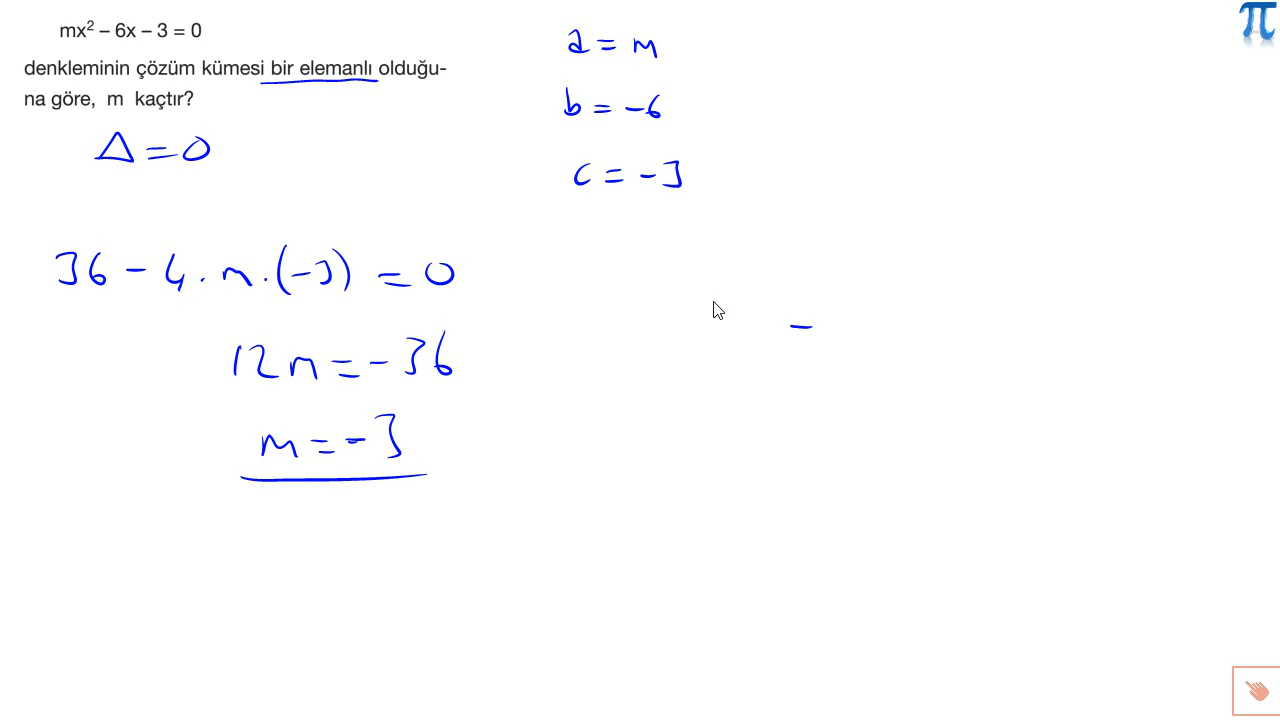 mx² – 6x – 3 = 0
denkleminin çözüm kümesi bir elemanlı olduğu-
na göre, m kaçtır?
Δ = 0
a = m
b = -6
c = -3
36 - 4 . m . (-3) = 0
12m = -36
m = -3
-
π